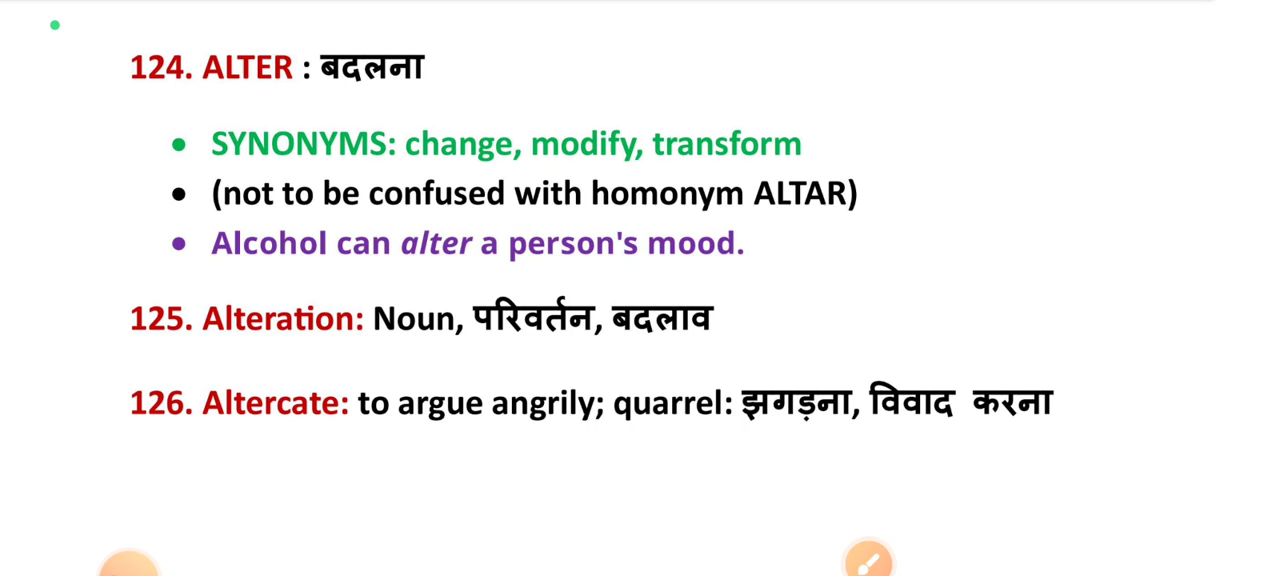 124. ALTER : बदलना
• SYNONYMS: change, modify, transform
• (not to be confused with homonym ALTAR)
• Alcohol can alter a person's mood.
125. Alteration: Noun, परिवर्तन, बदलाव
126. Altercate: to argue angrily; quarrel: झगड़ना, विवाद करना